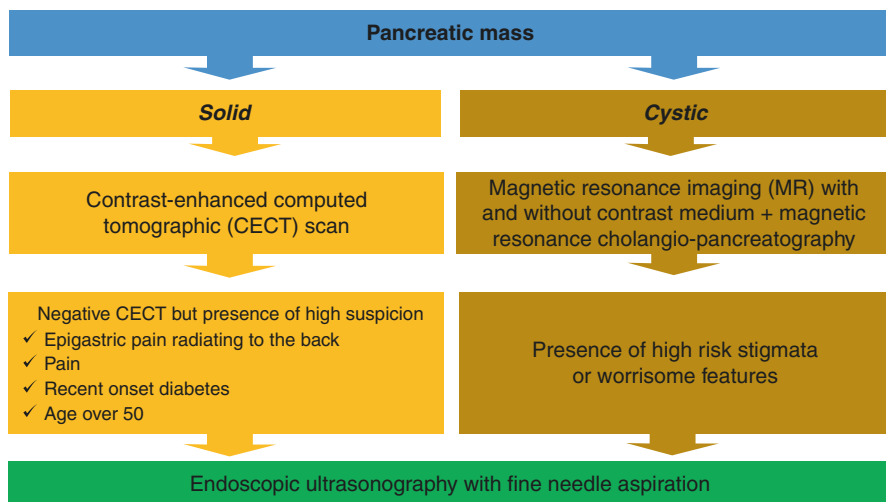 Pancreatic mass
Solid
Cystic
Contrast-enhanced computed
tomographic (CECT) scan
Magnetic resonance imaging (MR) with
and without contrast medium + magnetic
resonance cholangio-pancreatography
Negative CECT but presence of high suspicion
✓ Epigastric pain radiating to the back
✓ Pain
✓ Recent onset diabetes
✓ Age over 50
Presence of high risk stigmata
or worrisome features
Endoscopic ultrasonography with fine needle aspiration